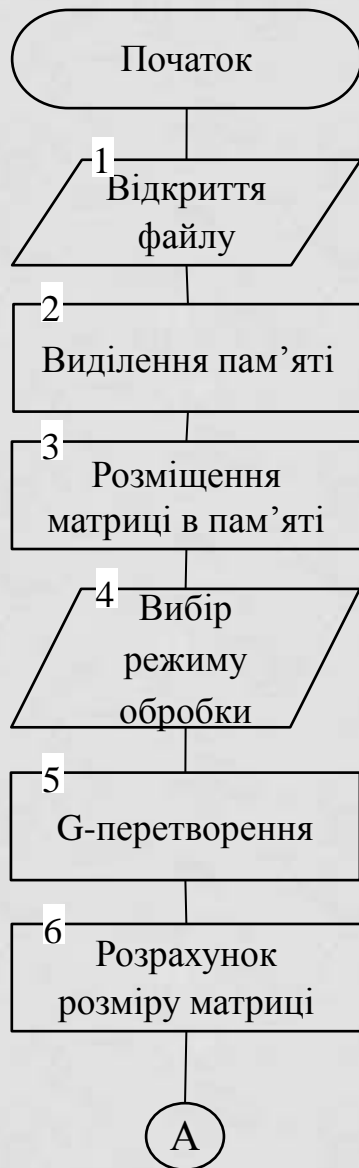 Початок
1
Відкриття
файлу
2
Виділення пам’яті
3
Розміщення
матриці в пам’яті
4
Вибір
режиму
обробки
5
G-перетворення
6
Розрахунок
розміру матриці
А